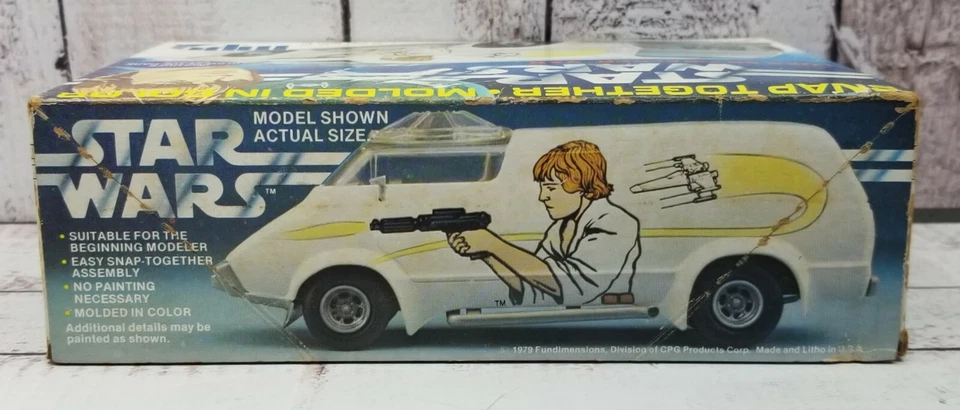 SNAP TOGETHER • MOLDED IN COLOR
STAR
WARS
TM
MODEL SHOWN
ACTUAL SIZE
• SUITABLE FOR THE
BEGINNING MODELER
• EASY SNAP-TOGETHER
ASSEMBLY
• NO PAINTING
NECESSARY
• MOLDED IN COLOR
Additional details may be
painted as shown.
TM
1979 Fundimensions, Division of CPG Products Corp. Made and Litho in U.S.A.